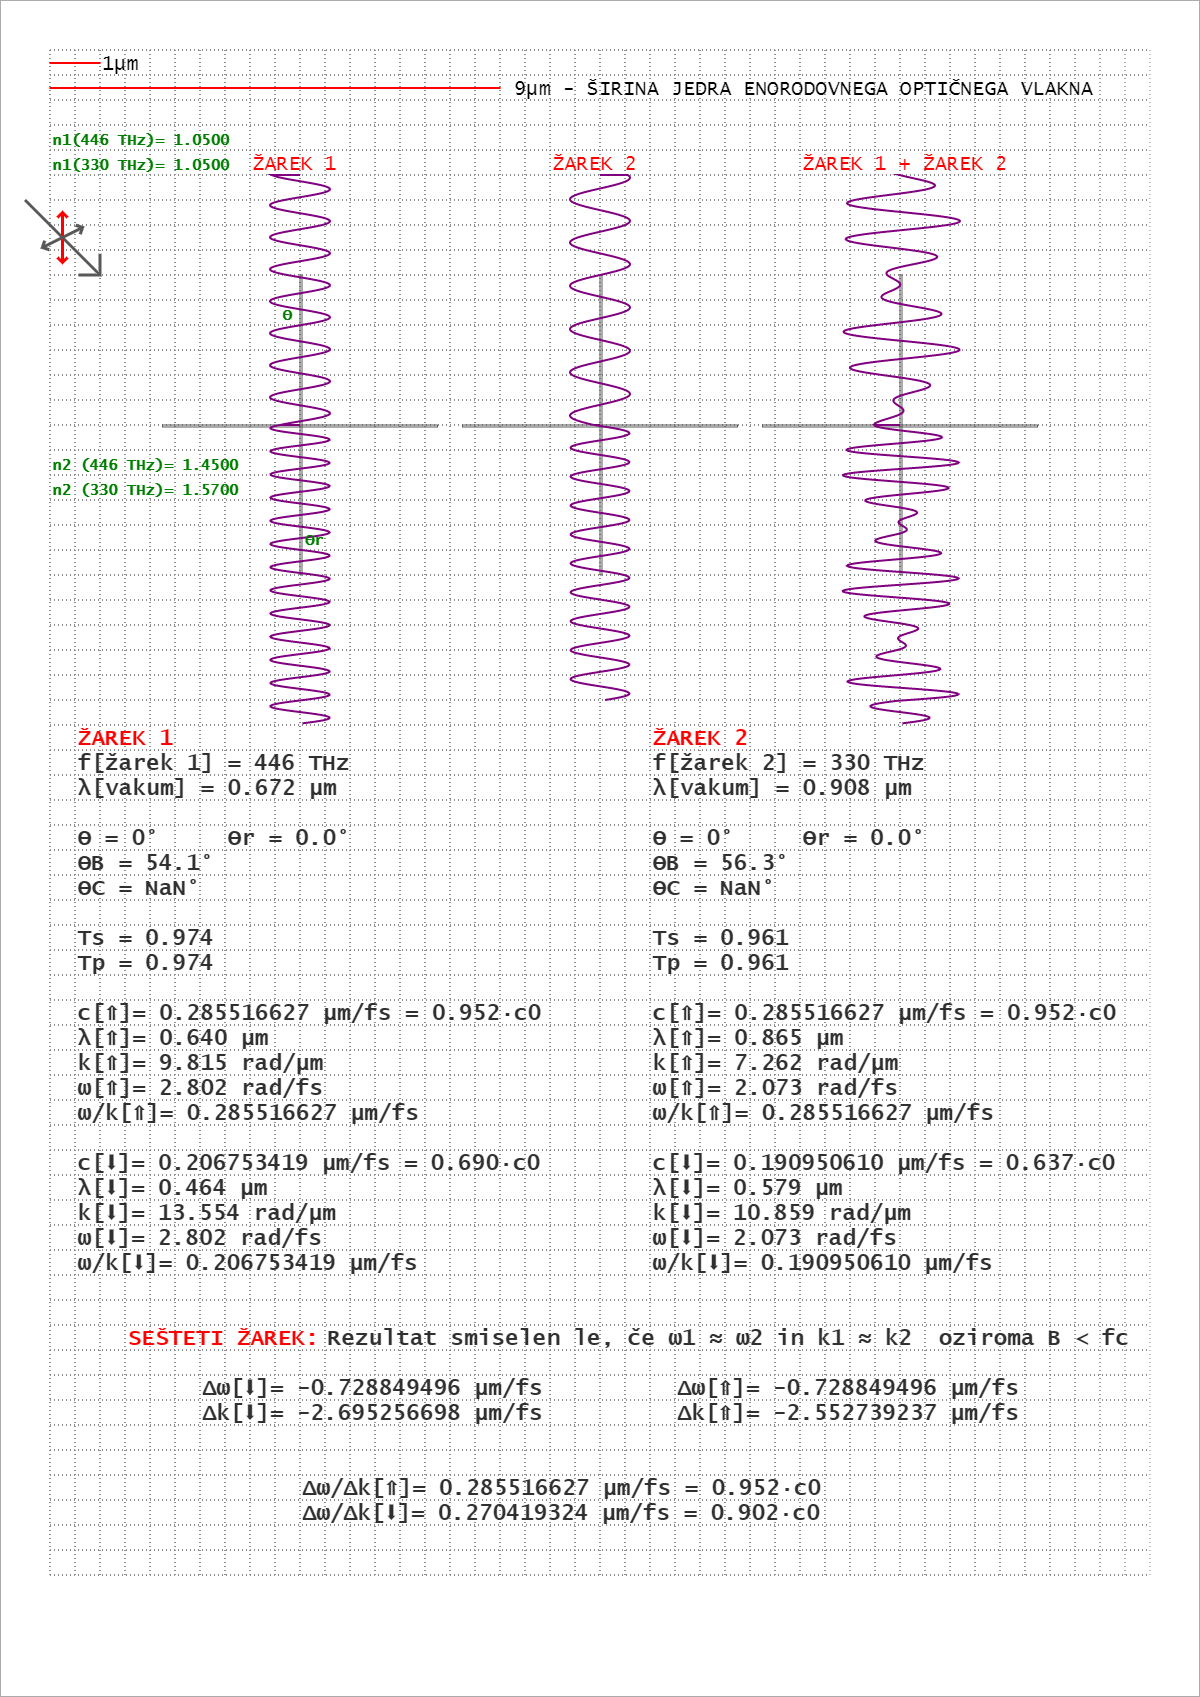 1µm
9µm – ŠIRINA JEDRA ENORODOVNEGA OPTIČNEGA VLAKNA
n1(446 THz)= 1.0500
n1(330 THz)= 1.0500
ŽAREK 1
ŽAREK 2
ŽAREK 1 + ŽAREK 2
Θ
n2 (446 THz)= 1.4500
n2 (330 THz)= 1.5700
Θr
ŽAREK 1
f[žarek 1] = 446 THz
λ[vakum] = 0.672 µm
Θ = 0° Θr = 0.0°
ΘB = 54.1°
ΘC = NaN°
Ts = 0.974
Tp = 0.974
c[⇑]= 0.285516627 µm/fs = 0.952·c0
λ[⇑]= 0.640 µm
k[⇑]= 9.815 rad/µm
ω[⇑]= 2.802 rad/fs
ω/k[⇑]= 0.285516627 µm/fs
c[⬇]= 0.206753419 µm/fs = 0.690·c0
λ[⬇]= 0.464 µm
k[⬇]= 13.554 rad/µm
ω[⬇]= 2.802 rad/fs
ω/k[⬇]= 0.206753419 µm/fs
ŽAREK 2
f[žarek 2] = 330 THz
λ[vakum] = 0.908 µm
Θ = 0° Θr = 0.0°
ΘB = 56.3°
ΘC = NaN°
Ts = 0.961
Tp = 0.961
c[⇑]= 0.285516627 µm/fs = 0.952·c0
λ[⇑]= 0.865 µm
k[⇑]= 7.262 rad/µm
ω[⇑]= 2.073 rad/fs
ω/k[⇑]= 0.285516627 µm/fs
c[⬇]= 0.190950610 µm/fs = 0.637·c0
λ[⬇]= 0.579 µm
k[⬇]= 10.859 rad/µm
ω[⬇]= 2.073 rad/fs
ω/k[⬇]= 0.190950610 µm/fs
SEŠTETI ŽAREK: Rezultat smiselen le, če ω1 ≈ ω2 in k1 ≈ k2 oziroma B < fc
Δω[⬇]= –0.728849496 µm/fs
Δk[⬇]= –2.695256698 µm/fs
Δω[⇑]= –0.728849496 µm/fs
Δk[⇑]= –2.552739237 µm/fs
Δω/Δk[⇑]= 0.285516627 µm/fs = 0.952·c0
Δω/Δk[⬇]= 0.270419324 µm/fs = 0.902·c0